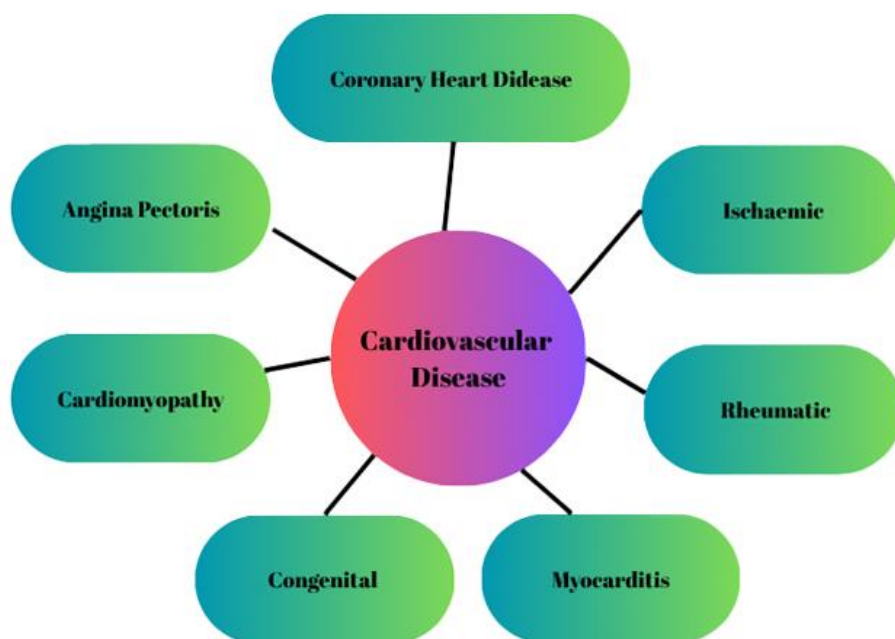 Coronary Heart Didease
Angina Pectoris
Ischaemic
Cardiovascular
Disease
Cardiomyopathy
Rheumatic
Congenital
Myocarditis